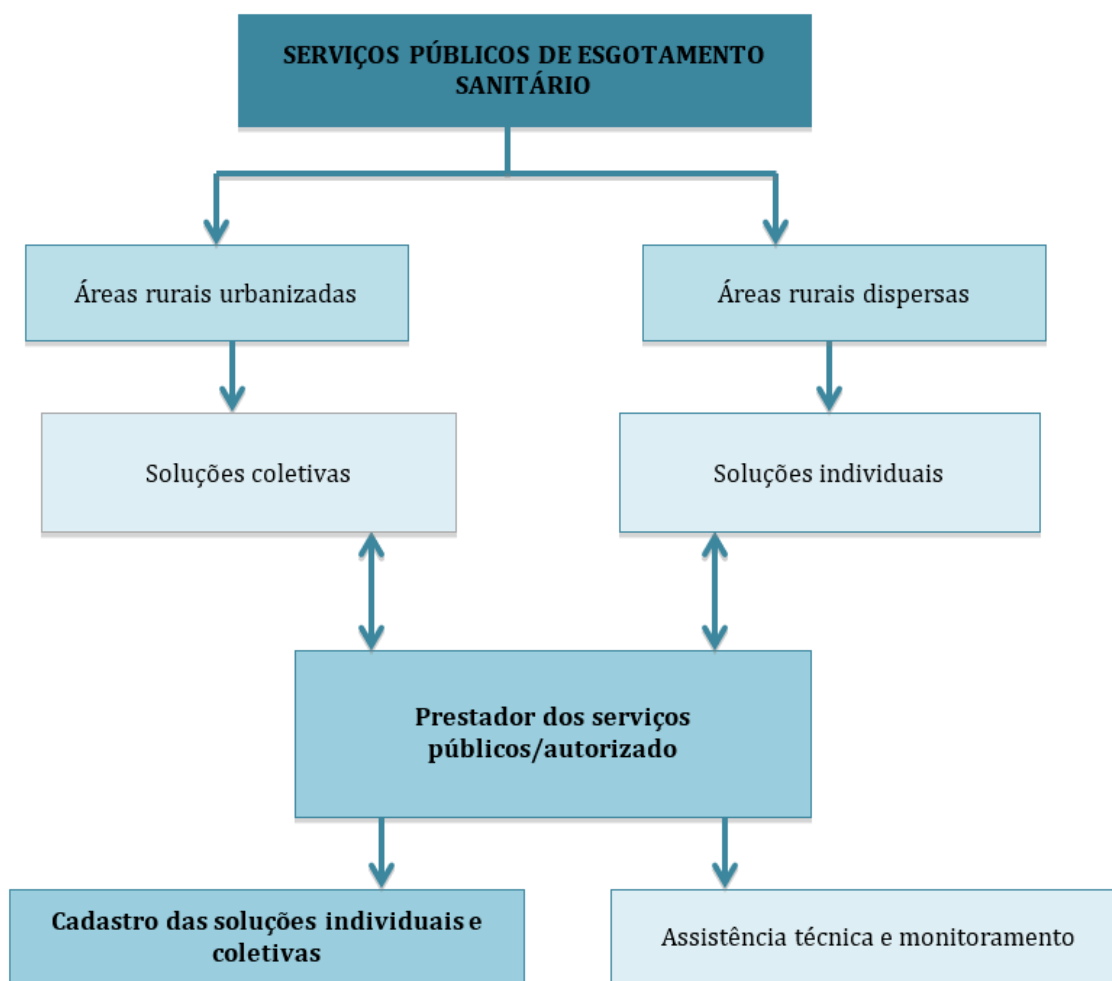 SERVIÇOS PÚBLICOS DE ESGOTAMENTO
SANITÁRIO
Áreas rurais urbanizadas
Áreas rurais dispersas
Soluções coletivas
Soluções individuais
Prestador dos serviços
públicos/autorizado
Cadastro das soluções individuais e
coletivas
Assistência técnica e monitoramento